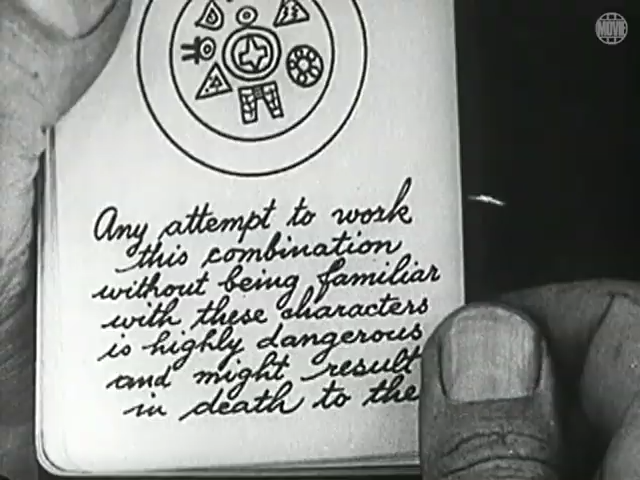 MOVIE
Any attempt to work
this combination
without being familiar
with these characters
is highly dangerous
and might result
in death to the